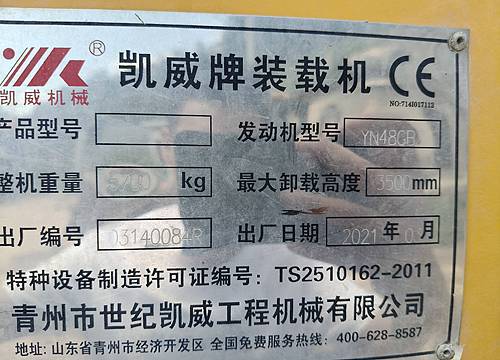 ®
凯威机械
凯威牌装载机 CE
NO:714I017112
产品型号
发动机型号 YN48GB
整机重量 5200 kg
最大卸载高度 3500 mm
出厂编号 03140084R
出厂日期 2021 年 月
特种设备制造许可证编号: TS2510162-2011
青州市世纪凯威工程机械有限公司
地址: 山东省青州市经济开发区 全国免费服务热线: 400-628-8587